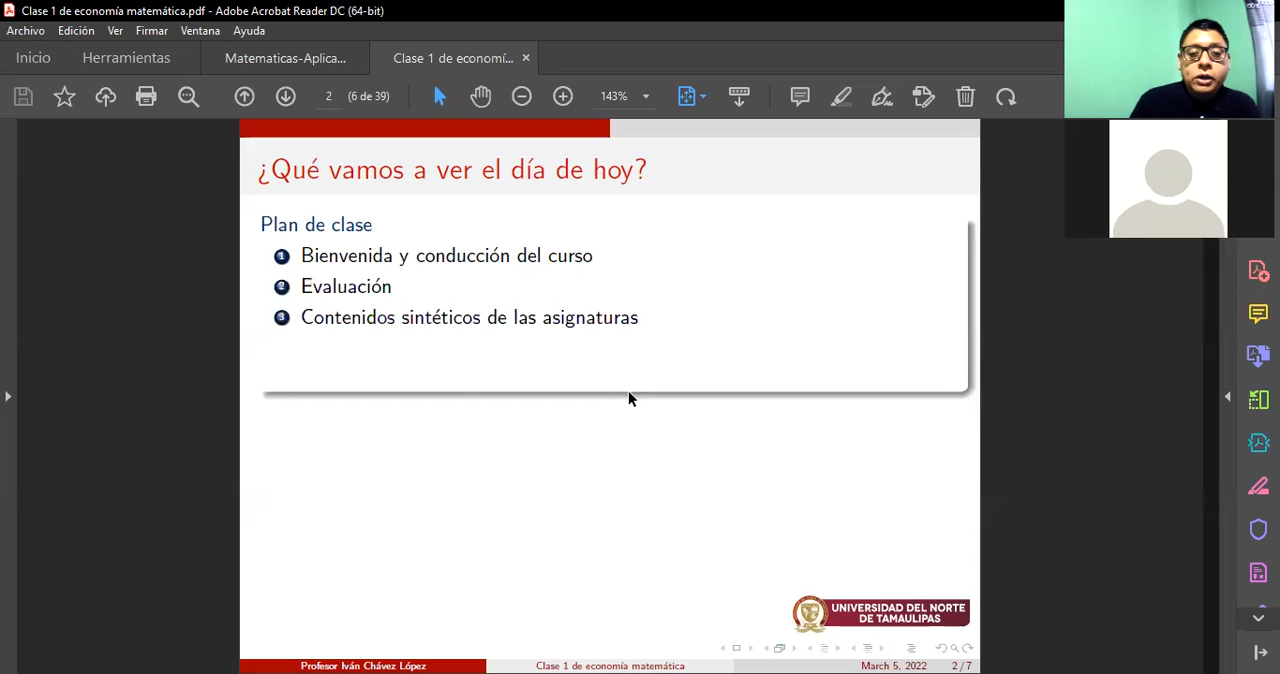 Clase 1 de economía matemática.pdf - Adobe Acrobat Reader DC (64-bit)
Archivo Edición Ver Firmar Ventana Ayuda
Inicio Herramientas Matematicas-Aplica... Clase 1 de economí... ×
2 (6 de 39) 143%
¿Qué vamos a ver el día de hoy?
Plan de clase
1 Bienvenida y conducción del curso
2 Evaluación
3 Contenidos sintéticos de las asignaturas
UNIVERSIDAD DEL NORTE
DE TAMAULIPAS
Profesor Iván Chávez López Clase 1 de economía matemática March 5, 2022 2 / 7